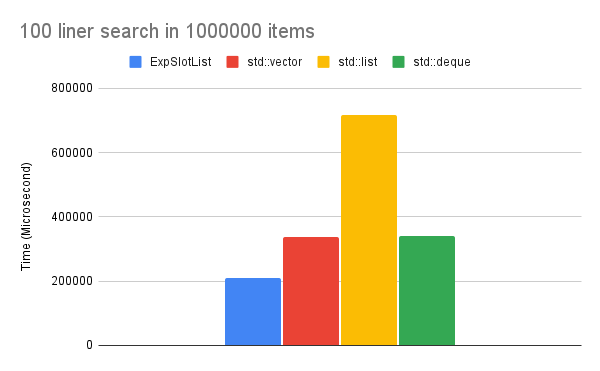 100 liner search in 1000000 items
ExpSlotList std::vector std::list std::deque
800000
600000
400000
200000
0
Time (Microsecond)